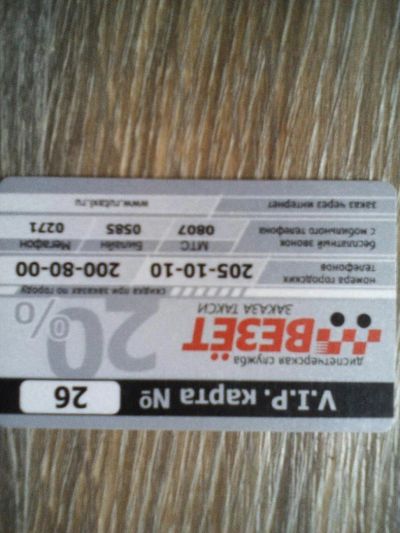 V.I.P. карта № 26
диспетчерская служба
ВЕЗЁТ
ЗАКАЗА ТАКСИ
20%
скидка при заказах по городу
номера городских телефонов
205-10-10 200-80-00
бесплатный звонок с мобильного телефона
МТС Билайн Мегафон
0807 0585 0271
заказ через интернет www.rutaxi.ru